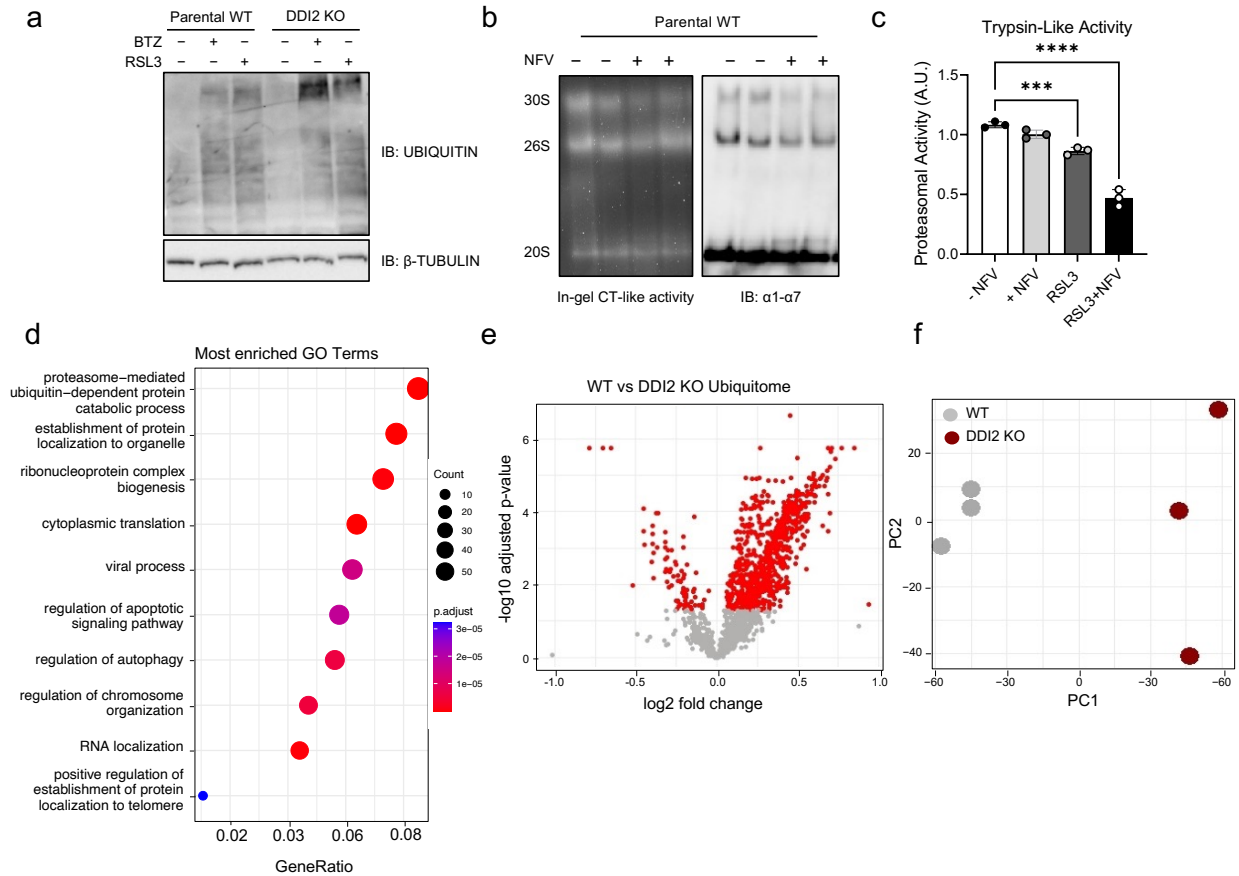 a
Parental WT DDI2 KO
BTZ – + – – + –
RSL3 – – + – – +
IB: UBIQUITIN
IB: β-TUBULIN
b
Parental WT
NFV – – + + – – + +
30S
26S
20S
In-gel CT-like activity IB: α1-α7
c
Trypsin-Like Activity
****
***
Proteasomal Activity (A.U.)
1.5
1.0
0.5
0.0
- NFV
+ NFV
RSL3
RSL3+NFV
d
Most enriched GO Terms
proteasome−mediated
ubiquitin−dependent protein
catabolic process
establishment of protein
localization to organelle
ribonucleoprotein complex
biogenesis
cytoplasmic translation
viral process
regulation of apoptotic
signaling pathway
regulation of autophagy
regulation of chromosome
organization
RNA localization
positive regulation of
establishment of protein
localization to telomere
0.02 0.03 0.06 0.08
GeneRatio
Count
10
20
30
40
50
p.adjust
3e−05
2e−05
1e−05
e
WT vs DDI2 KO Ubiquitome
-log10 adjusted p-value
6
4
2
0
-1.0 -0.5 0.0 0.5 1.0
log2 fold change
f
WT
DDI2 KO
PC2
20
0
−20
−40
−60 −30 0 −30 −60
PC1